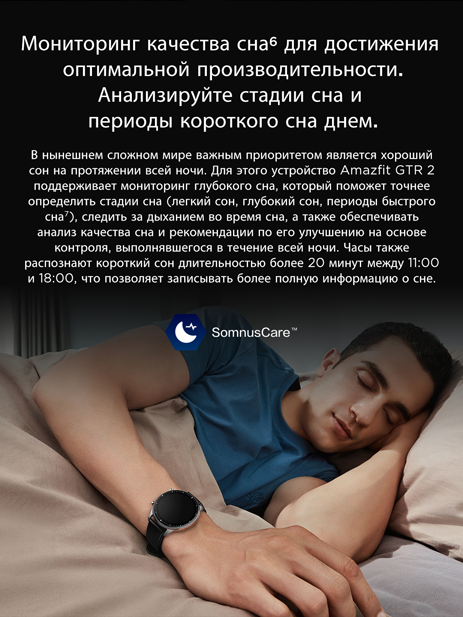 Мониторинг качества сна⁶ для достижения
оптимальной производительности.
Анализируйте стадии сна и
периоды короткого сна днем.
В нынешнем сложном мире важным приоритетом является хороший
сон на протяжении всей ночи. Для этого устройство Amazfit GTR 2
поддерживает мониторинг глубокого сна, который поможет точнее
определить стадии сна (легкий сон, глубокий сон, периоды быстрого
сна⁷), следить за дыханием во время сна, а также обеспечивать
анализ качества сна и рекомендации по его улучшению на основе
контроля, выполнявшегося в течение всей ночи. Часы также
распознают короткий сон длительностью более 20 минут между 11:00
и 18:00, что позволяет записывать более полную информацию о сне.
SomnusCare™